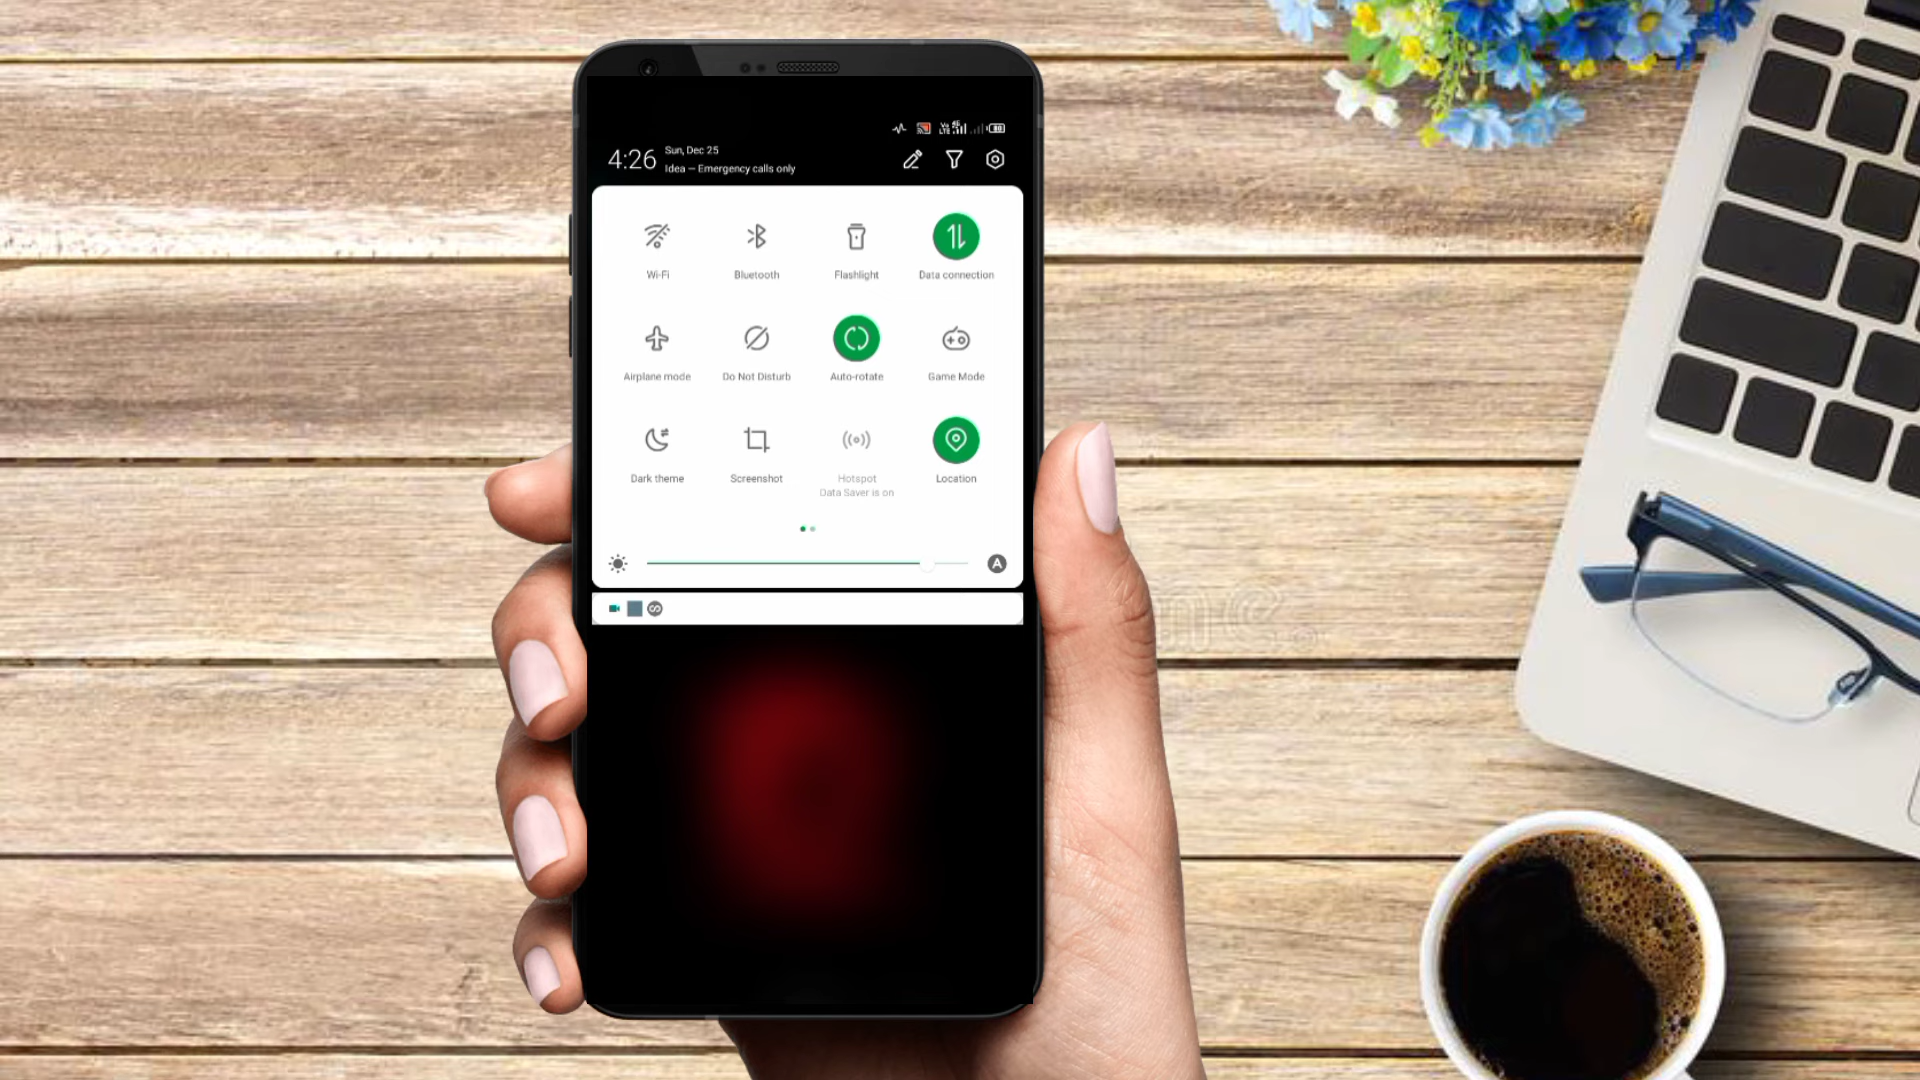 4:26
Sun, Dec 25
Idea — Emergency calls only
Wi-Fi
Bluetooth
Flashlight
Data connection
Airplane mode
Do Not Disturb
Auto-rotate
Game Mode
Dark theme
Screenshot
Hotspot
Data Saver is on
Location
A